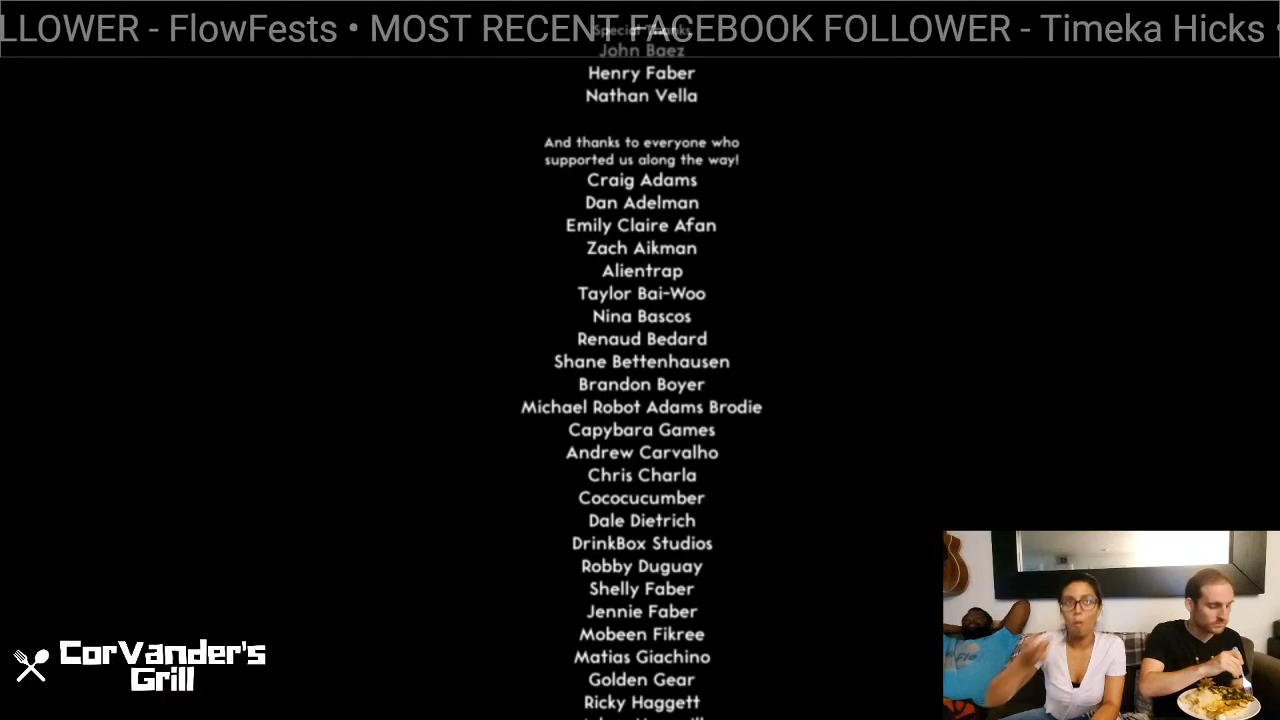 LLOWER - FlowFests • MOST RECENT FACEBOOK FOLLOWER - Timeka Hicks
Special Thanks
John Baez
Henry Faber
Nathan Vella
And thanks to everyone who
supported us along the way!
Craig Adams
Dan Adelman
Emily Claire Afan
Zach Aikman
Alientrap
Taylor Bai-Woo
Nina Bascos
Renaud Bedard
Shane Bettenhausen
Brandon Boyer
Michael Robot Adams Brodie
Capybara Games
Andrew Carvalho
Chris Charla
Cococucumber
Dale Dietrich
DrinkBox Studios
Robby Duguay
Shelly Faber
Jennie Faber
Mobeen Fikree
Matias Giachino
Golden Gear
Ricky Haggett
CorVander's
Grill